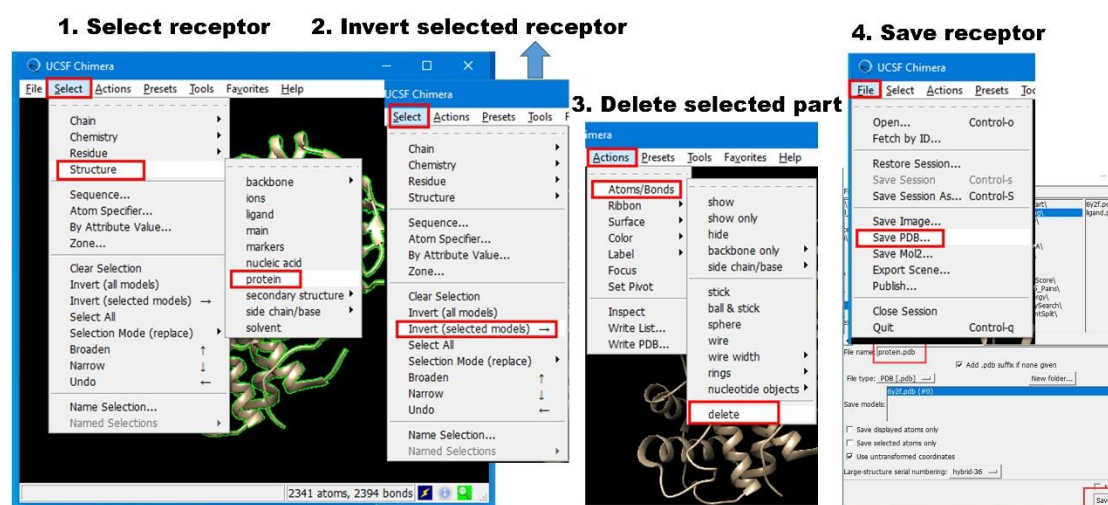 1. Select receptor
2. Invert selected receptor
UCSF Chimera
File Select Actions Presets Tools Favorites Help
Chain
Chemistry
Residue
Structure
Sequence...
Atom Specifier...
By Attribute Value...
Zone...
Clear Selection
Invert (all models)
Invert (selected models) →
Select All
Selection Mode (replace)
Broaden ↑
Narrow ↓
Undo ←
Name Selection...
Named Selections
backbone
ions
ligand
main
markers
nucleic acid
protein
secondary structure
side chain/base
solvent
2341 atoms, 2394 bonds
UCSF Chimera
Select Actions Presets Tools F
Chain
Chemistry
Residue
Structure
Sequence...
Atom Specifier...
By Attribute Value...
Zone...
Clear Selection
Invert (all models)
Invert (selected models) →
Select All
Selection Mode (replace)
Broaden ↑
Narrow ↓
Undo ←
Name Selection...
Named Selections
3. Delete selected part
imera
Actions Presets Tools Favorites Help
Atoms/Bonds
Ribbon
Surface
Color
Label
Focus
Set Pivot
Inspect
Write List...
Write PDB...
show
show only
hide
backbone only
side chain/base
stick
ball & stick
sphere
wire
wire width
rings
nucleotide objects
delete
4. Save receptor
UCSF Chimera
File Select Actions Presets Too
Open... Control-o
Fetch by ID...
Restore Session...
Save Session Control-s
Save Session As... Control-S
Save Image...
Save PDB...
Save Mol2...
Export Scene...
Publish...
Close Session
Quit Control-q
File name: protein.pdb
Add .pdb suffix if none given
File type: PDB [.pdb]
New folder...
6y2f.pdb (#0)
Save models:
Save displayed atoms only
Save selected atoms only
Use untransformed coordinates
Large-structure serial numbering: hybrid-36